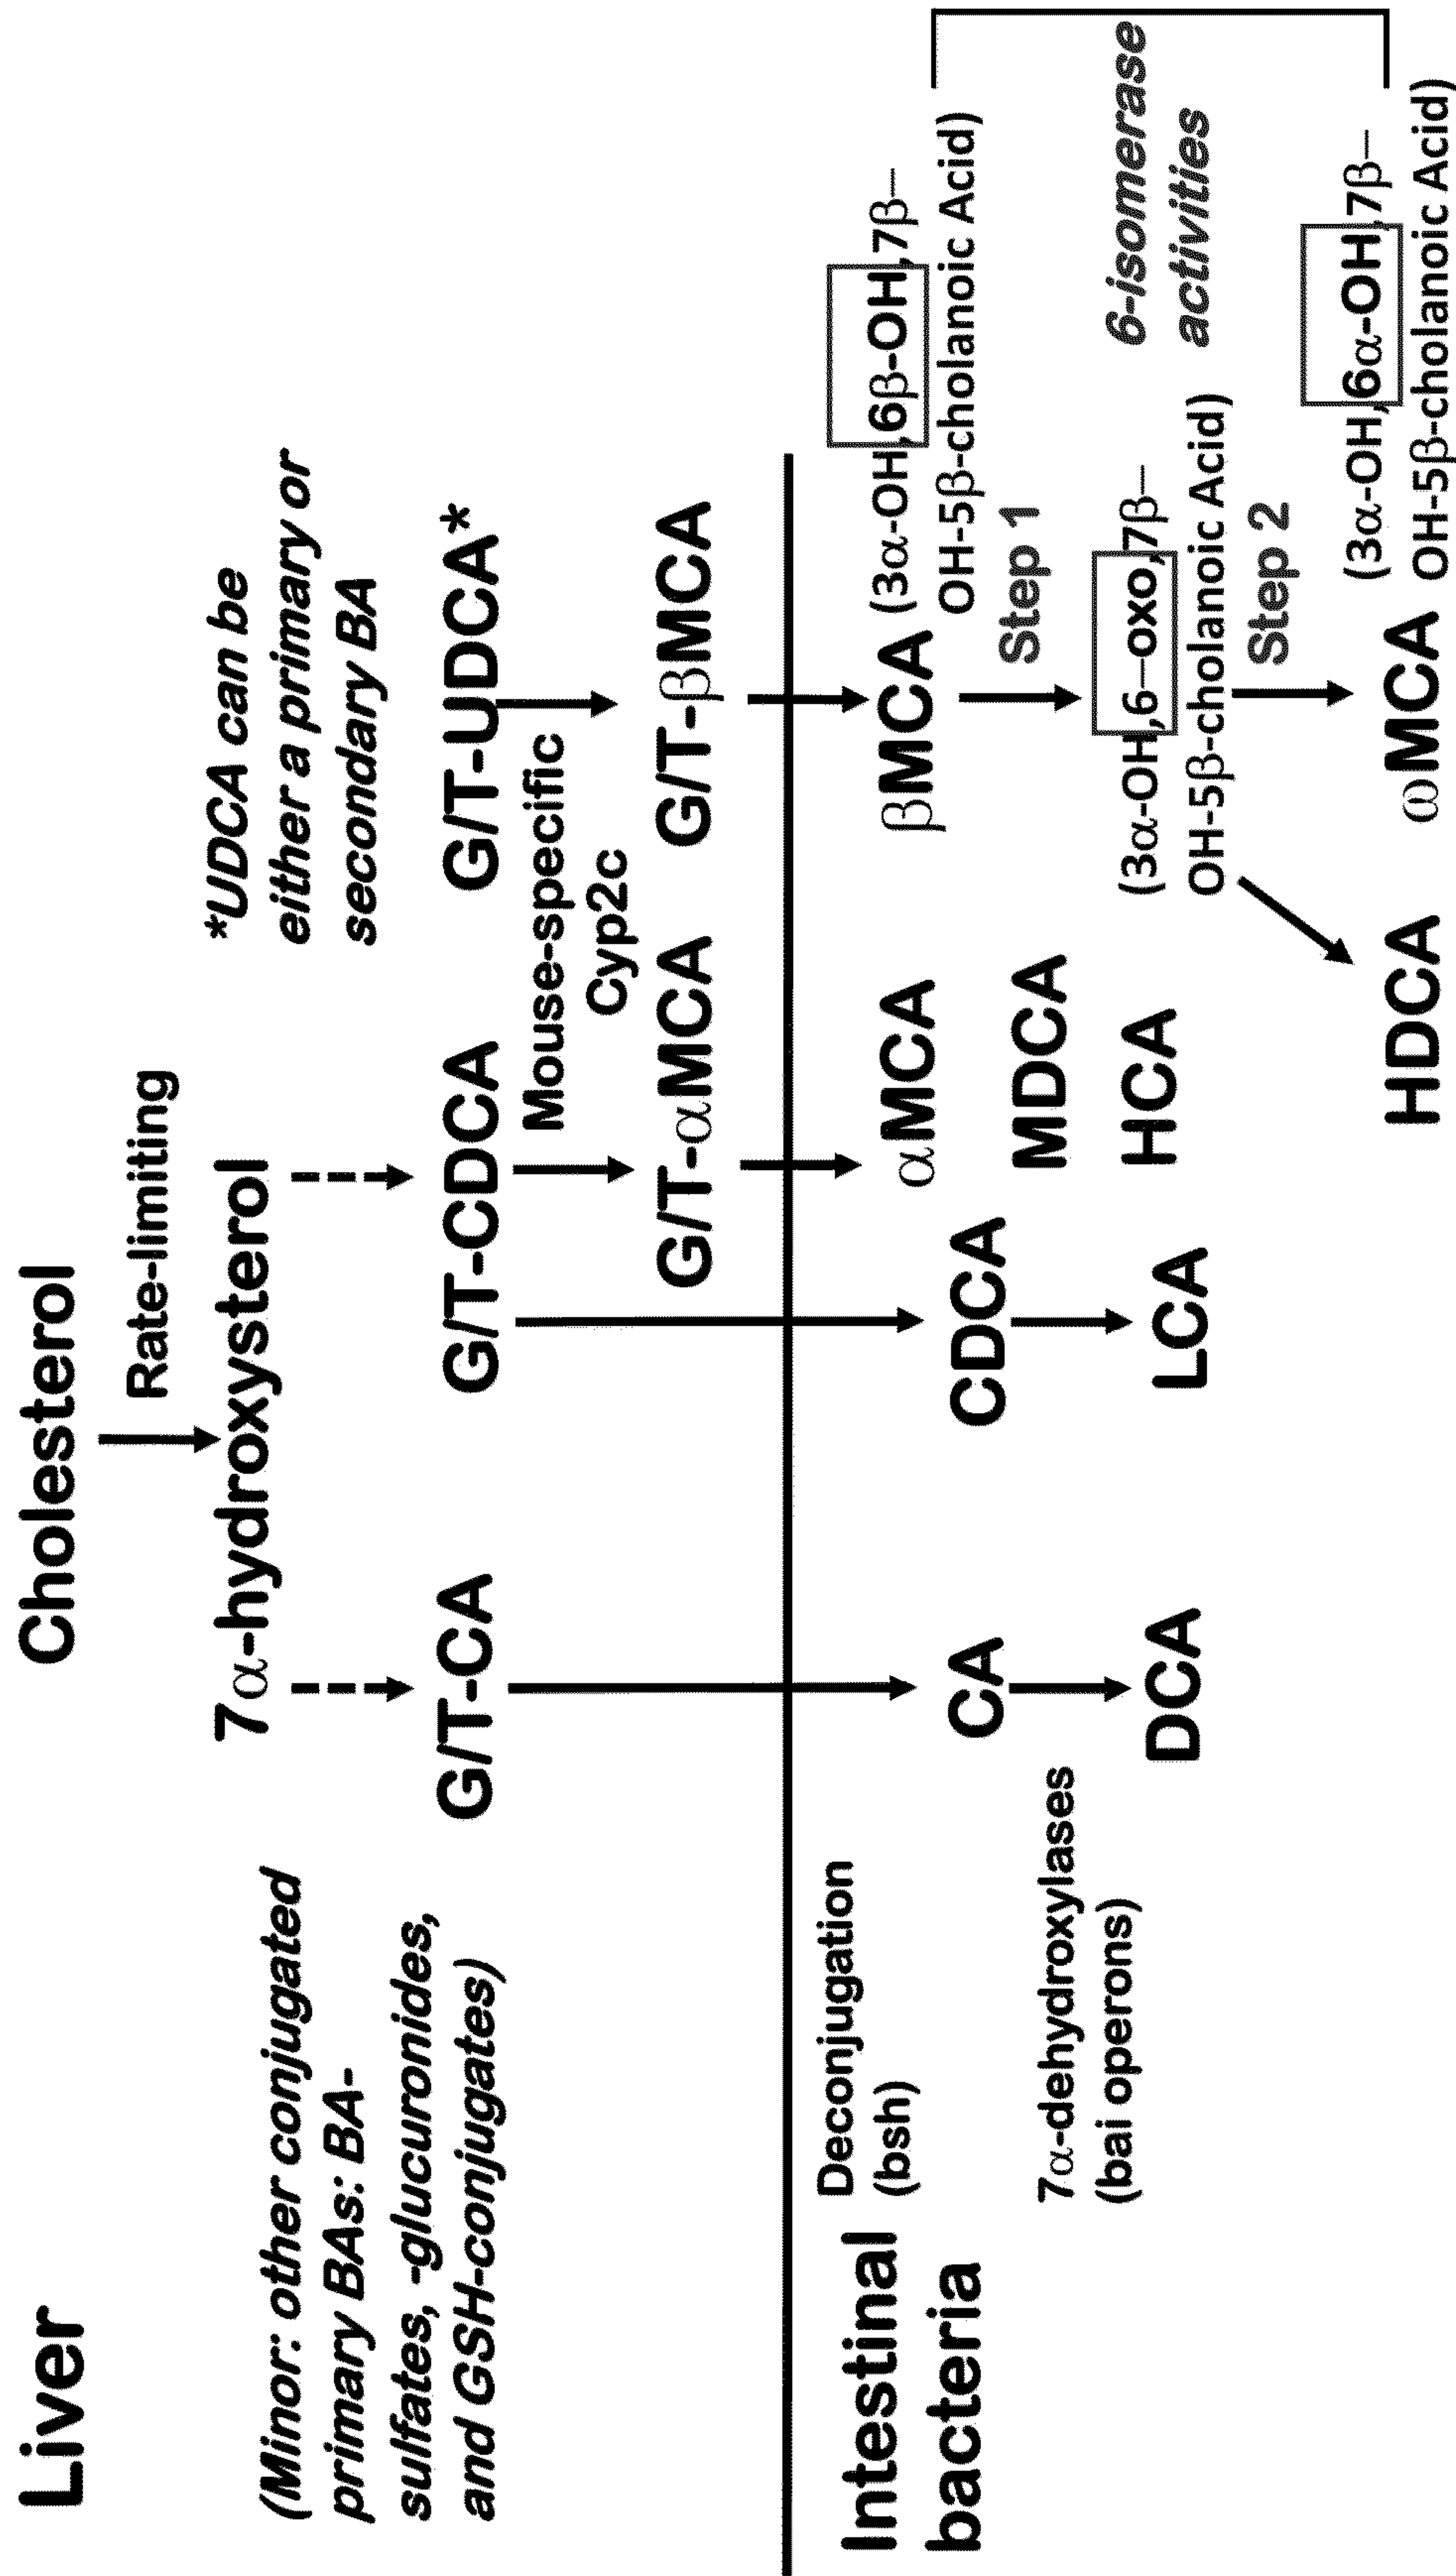 Liver
Cholesterol
Rate-limiting
7α-hydroxysterol
*UDCA can be
either a primary or
secondary BA
(Minor: other conjugated
primary BAs: BA-
sulfates, -glucuronides,
and GSH-conjugates)
G/T-CA
G/T-CDCA
G/T-UDCA*
Mouse-specific
Cyp2c
G/T-αMCA
G/T-βMCA
Intestinal
bacteria
Deconjugation
(bsh)
7α-dehydroxylases
(bai operons)
CA
DCA
CDCA
LCA
αMCA
MDCA
HCA
βMCA
(3α-OH,6β-OH,7β–
OH-5β-cholanoic Acid)
Step 1
(3α-OH,6–oxo,7β–
OH-5β-cholanoic Acid)
6-isomerase
activities
Step 2
HDCA
ωMCA
(3α-OH,6α-OH,7β–
OH-5β-cholanoic Acid)